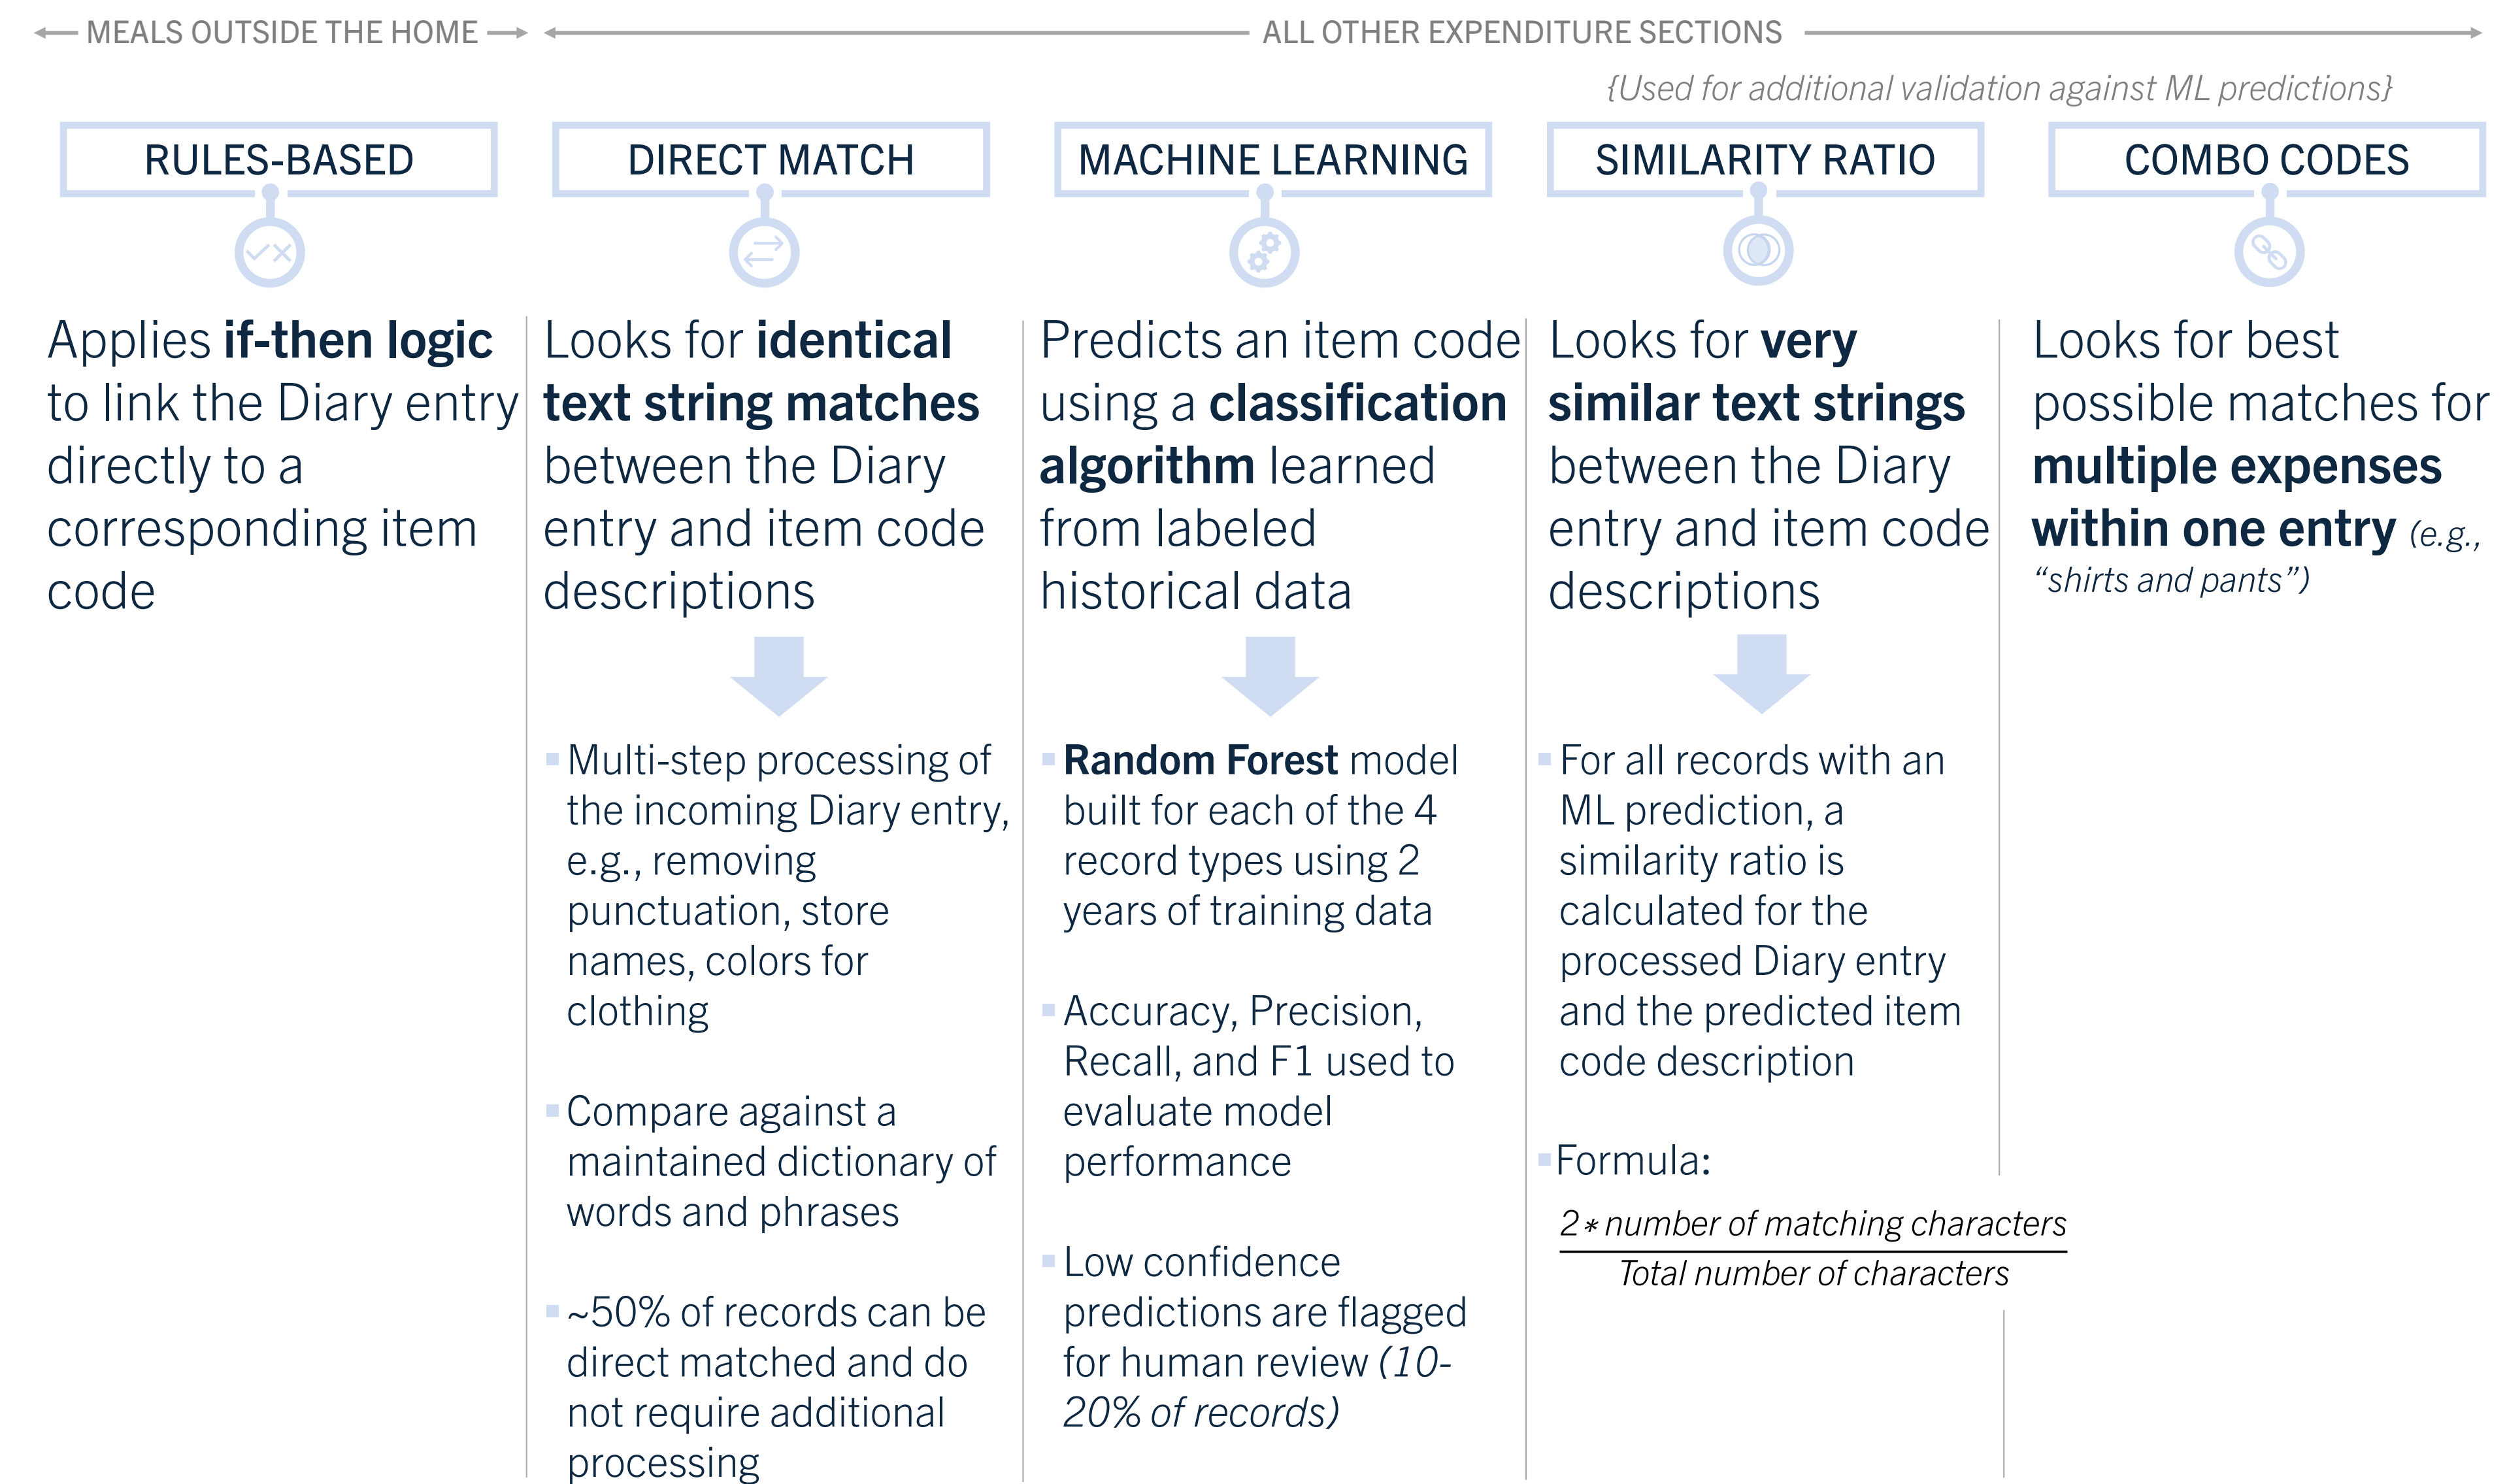 MEALS OUTSIDE THE HOME
ALL OTHER EXPENDITURE SECTIONS
{Used for additional validation against ML predictions}
RULES-BASED
Applies if-then logic
to link the Diary entry
directly to a
corresponding item
code
DIRECT MATCH
Looks for identical
text string matches
between the Diary
entry and item code
descriptions
Multi-step processing of
the incoming Diary entry,
e.g., removing
punctuation, store
names, colors for
clothing
Compare against a
maintained dictionary of
words and phrases
~50% of records can be
direct matched and do
not require additional
processing
MACHINE LEARNING
Predicts an item code
using a classification
algorithm learned
from labeled
historical data
Random Forest model
built for each of the 4
record types using 2
years of training data
Accuracy, Precision,
Recall, and F1 used to
evaluate model
performance
Low confidence
predictions are flagged
for human review (10-
20% of records)
SIMILARITY RATIO
Looks for very
similar text strings
between the Diary
entry and item code
descriptions
For all records with an
ML prediction, a
similarity ratio is
calculated for the
processed Diary entry
and the predicted item
code description
Formula:
2* number of matching characters
Total number of characters
COMBO CODES
Looks for best
possible matches for
multiple expenses
within one entry (e.g.,
“shirts and pants”)